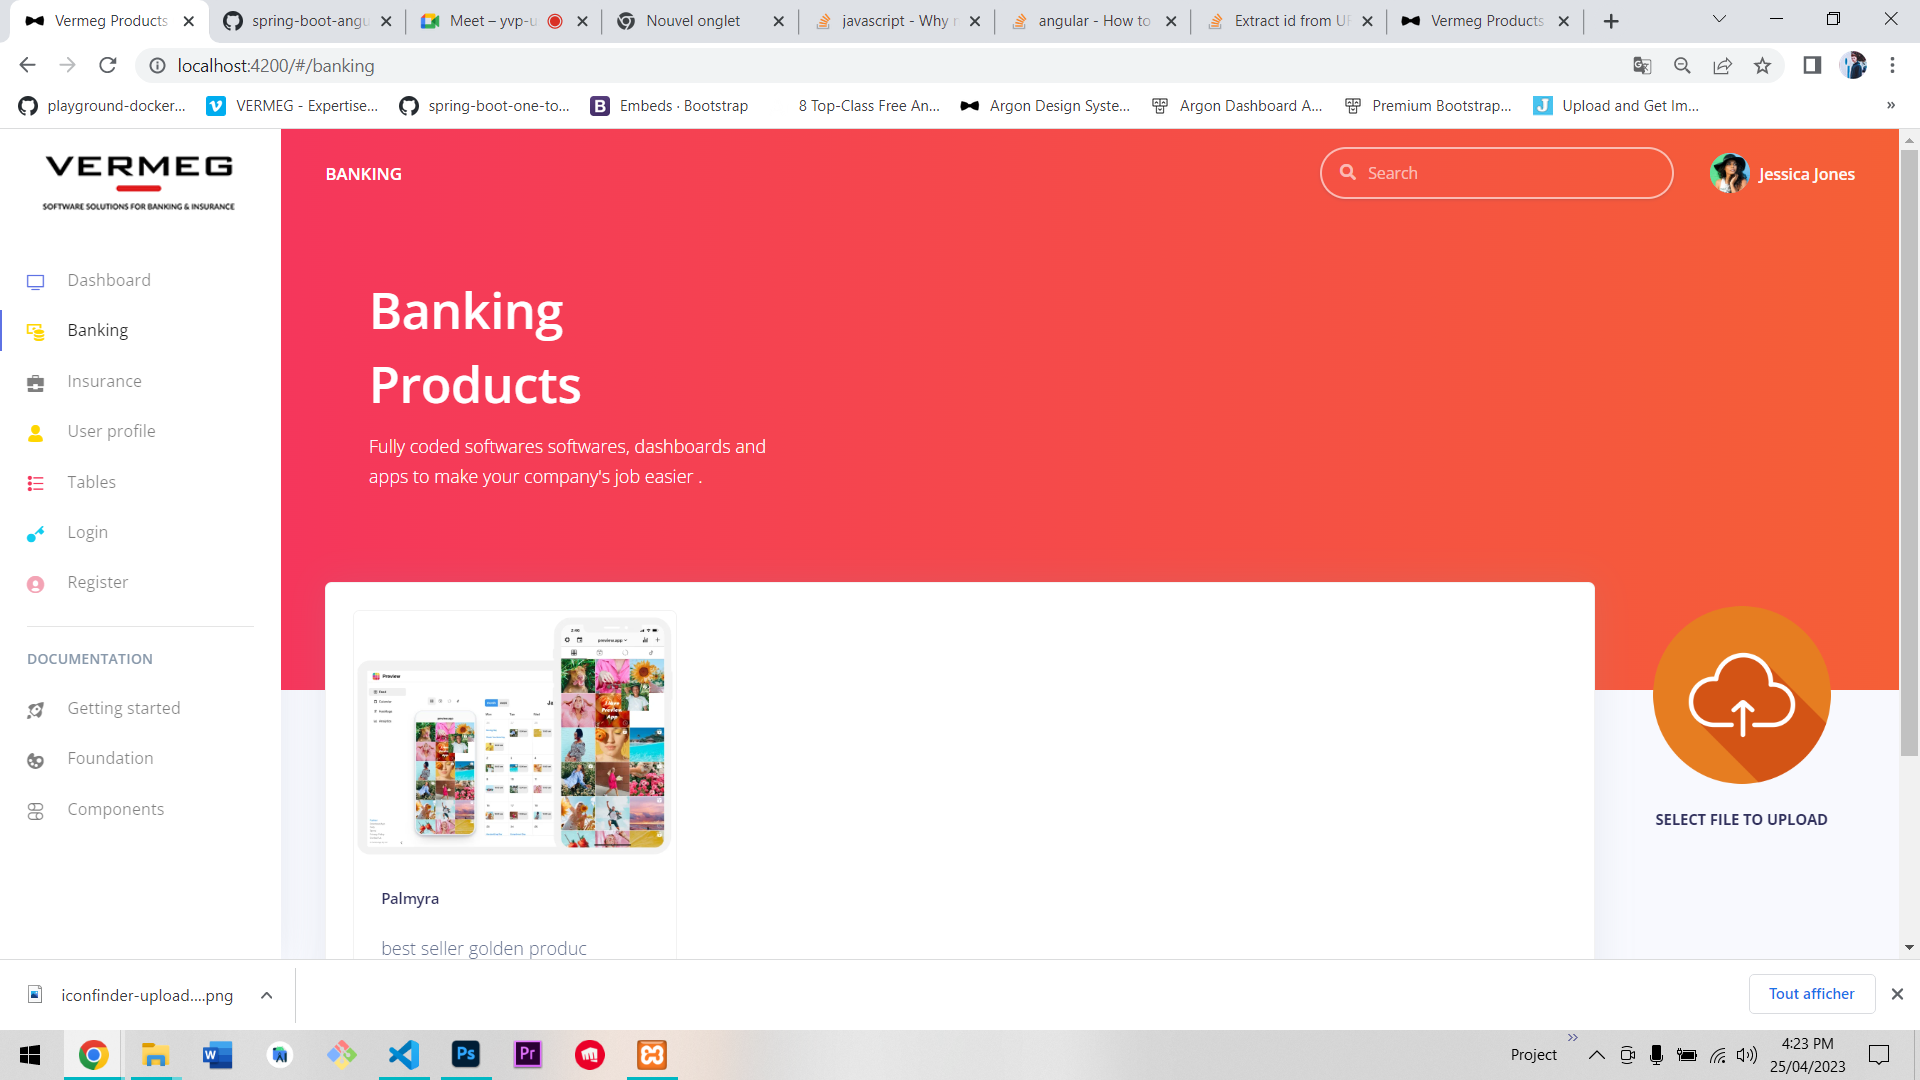 Vermeg Products
spring-boot-angu
Meet – yvp-u
Nouvel onglet
javascript - Why n
angular - How to
Extract id from UR
Vermeg Products
localhost:4200/#/banking
playground-docker...
VERMEG - Expertise...
spring-boot-one-to...
Embeds · Bootstrap
8 Top-Class Free An...
Argon Design Syste...
Argon Dashboard A...
Premium Bootstrap...
Upload and Get Im...
VERMEG
SOFTWARE SOLUTIONS FOR BANKING & INSURANCE
Dashboard
Banking
Insurance
User profile
Tables
Login
Register
DOCUMENTATION
Getting started
Foundation
Components
BANKING
Search
Jessica Jones
Banking
Products
Fully coded softwares softwares, dashboards and
apps to make your company's job easier .
Preview
Palmyra
best seller golden produc
SELECT FILE TO UPLOAD
iconfinder-upload....png
Tout afficher
Project
4:23 PM
25/04/2023